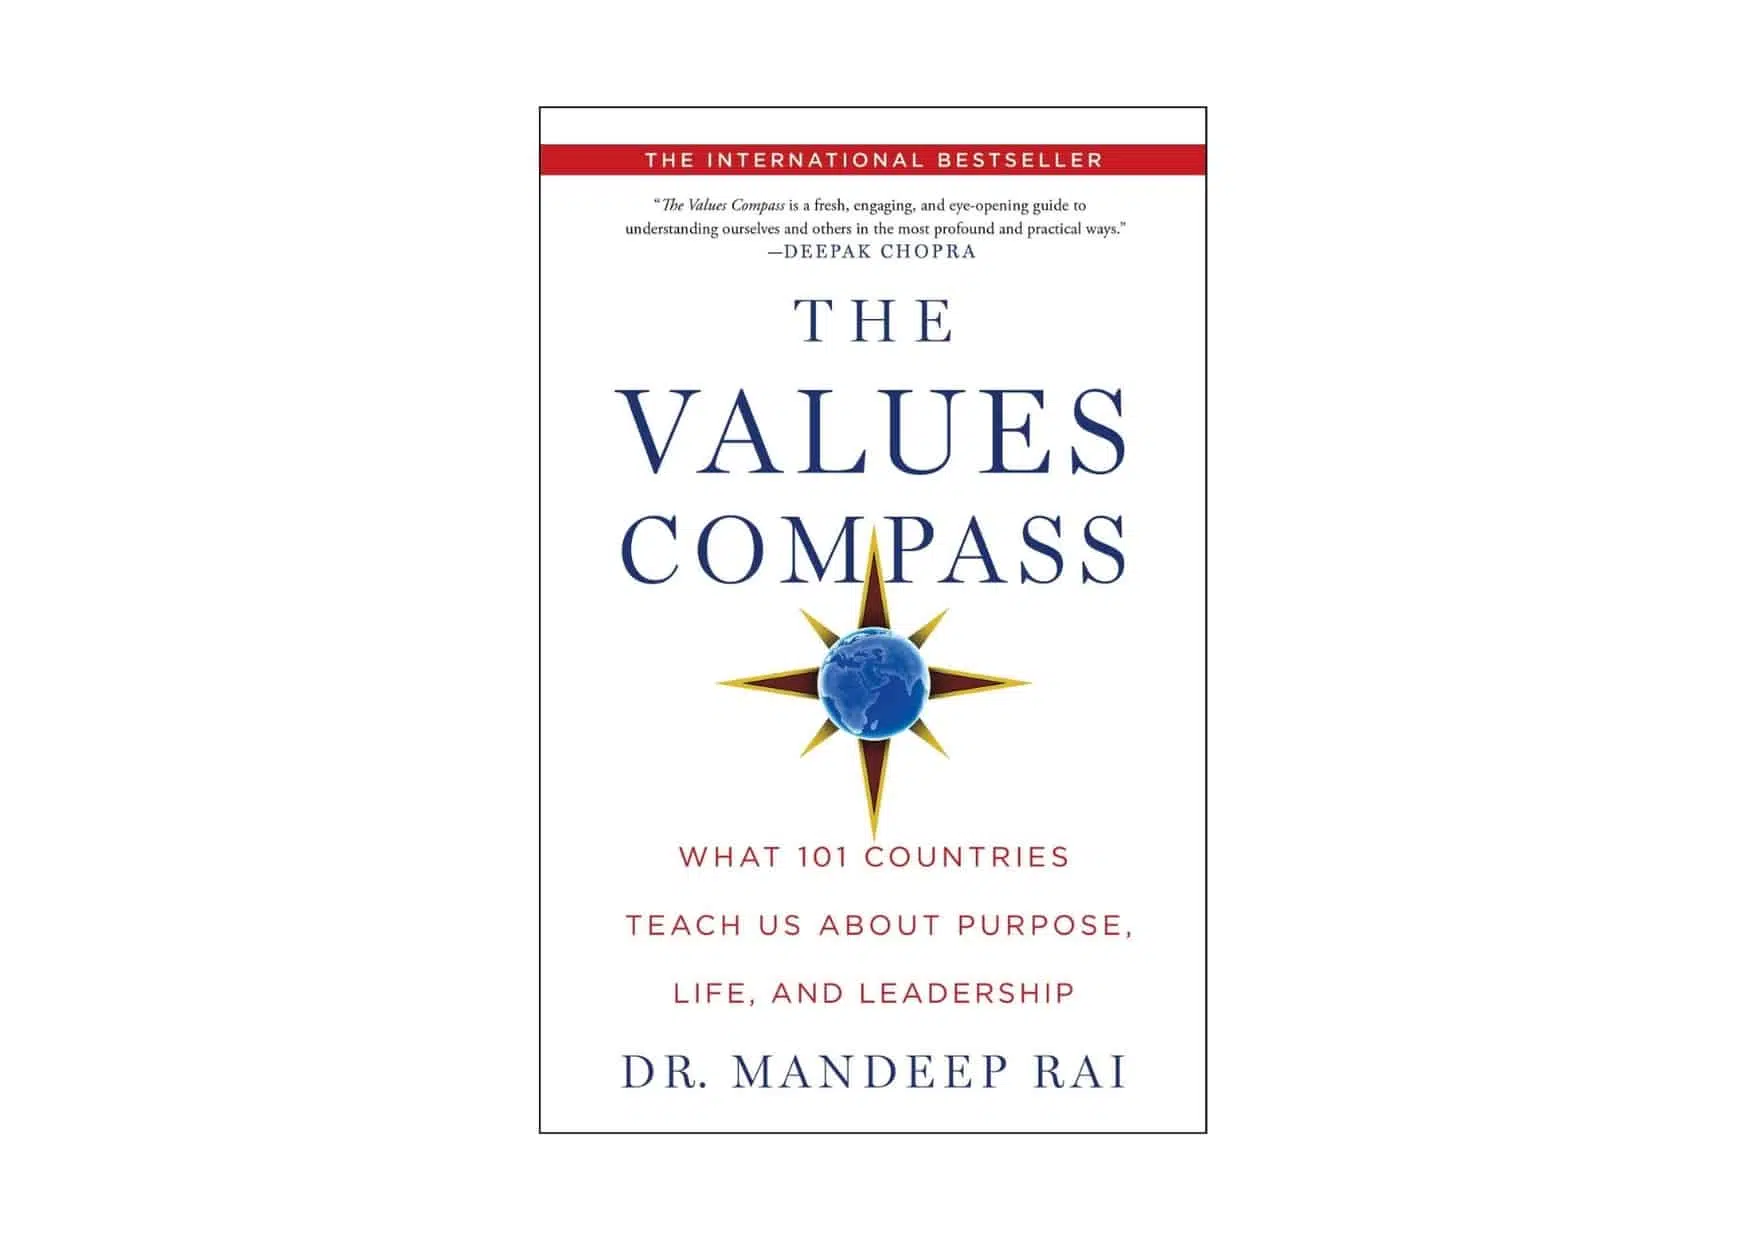 THE INTERNATIONAL BESTSELLER
“The Values Compass is a fresh, engaging, and eye-opening guide to
understanding ourselves and others in the most profound and practical ways.”
—DEEPAK CHOPRA
THE
VALUES
COMPASS
WHAT 101 COUNTRIES
TEACH US ABOUT PURPOSE,
LIFE, AND LEADERSHIP
DR. MANDEEP RAI